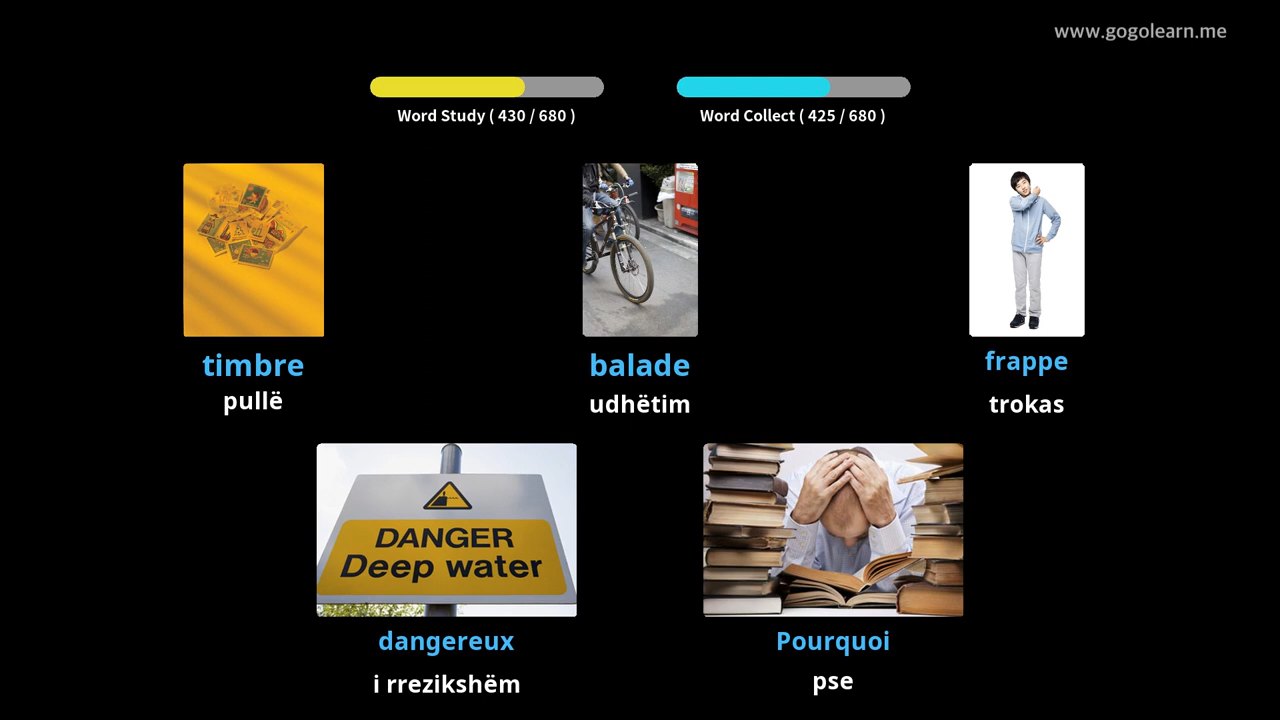 www.gogolearn.me
Word Study ( 430 / 680 )
Word Collect ( 425 / 680 )
timbre
pullë
balade
udhëtim
frappe
trokas
DANGER
Deep water
dangereux
i rrezikshëm
Pourquoi
pse